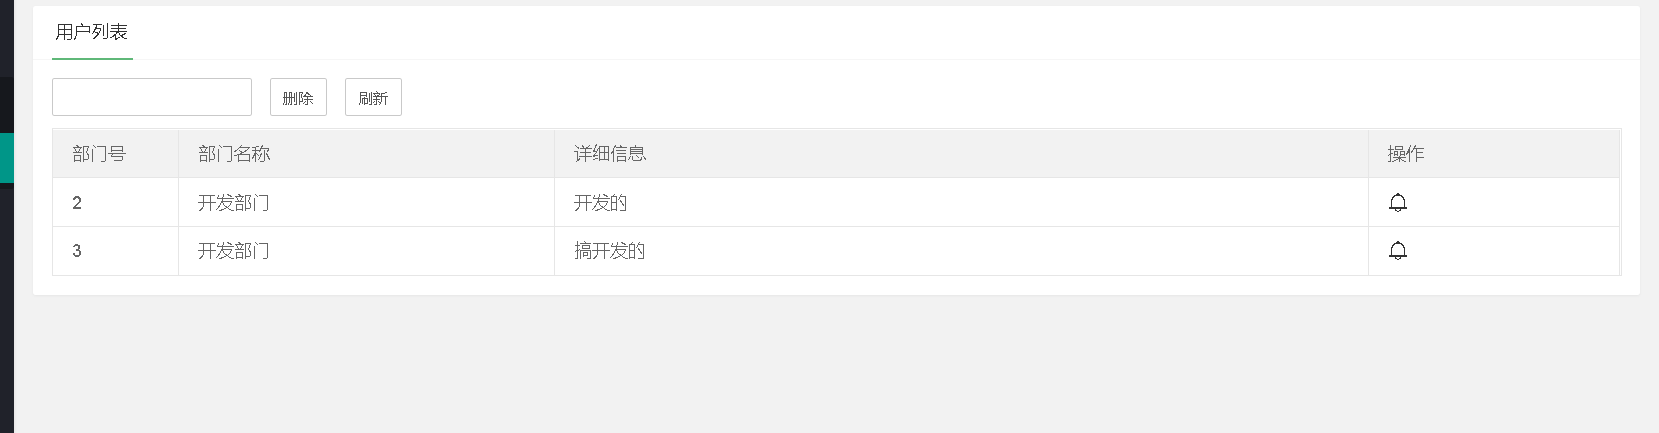 用户列表
删除 刷新
部门号 部门名称 详细信息 操作
2 开发部门 开发的
3 开发部门 搞开发的